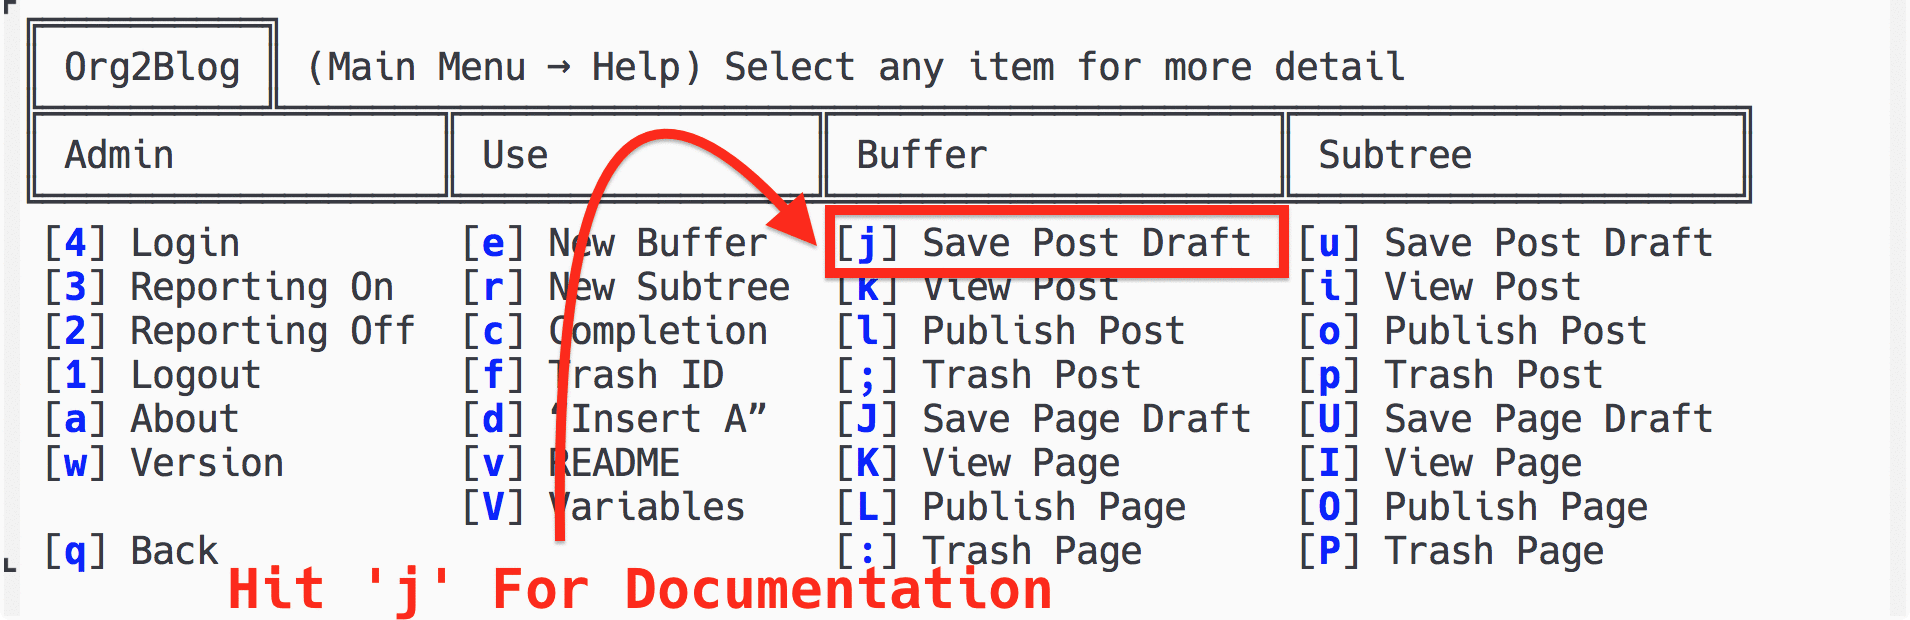 Org2Blog (Main Menu → Help) Select any item for more detail
Admin Use Buffer Subtree
[4] Login [e] New Buffer [j] Save Post Draft [u] Save Post Draft
[3] Reporting On [r] New Subtree [k] View Post [i] View Post
[2] Reporting Off [c] Completion [l] Publish Post [o] Publish Post
[1] Logout [f] Trash ID [;] Trash Post [p] Trash Post
[a] About [d] “Insert A” [J] Save Page Draft [U] Save Page Draft
[w] Version [v] README [K] View Page [I] View Page
[V] Variables [L] Publish Page [O] Publish Page
[q] Back [:] Trash Page [P] Trash Page
Hit 'j' For Documentation